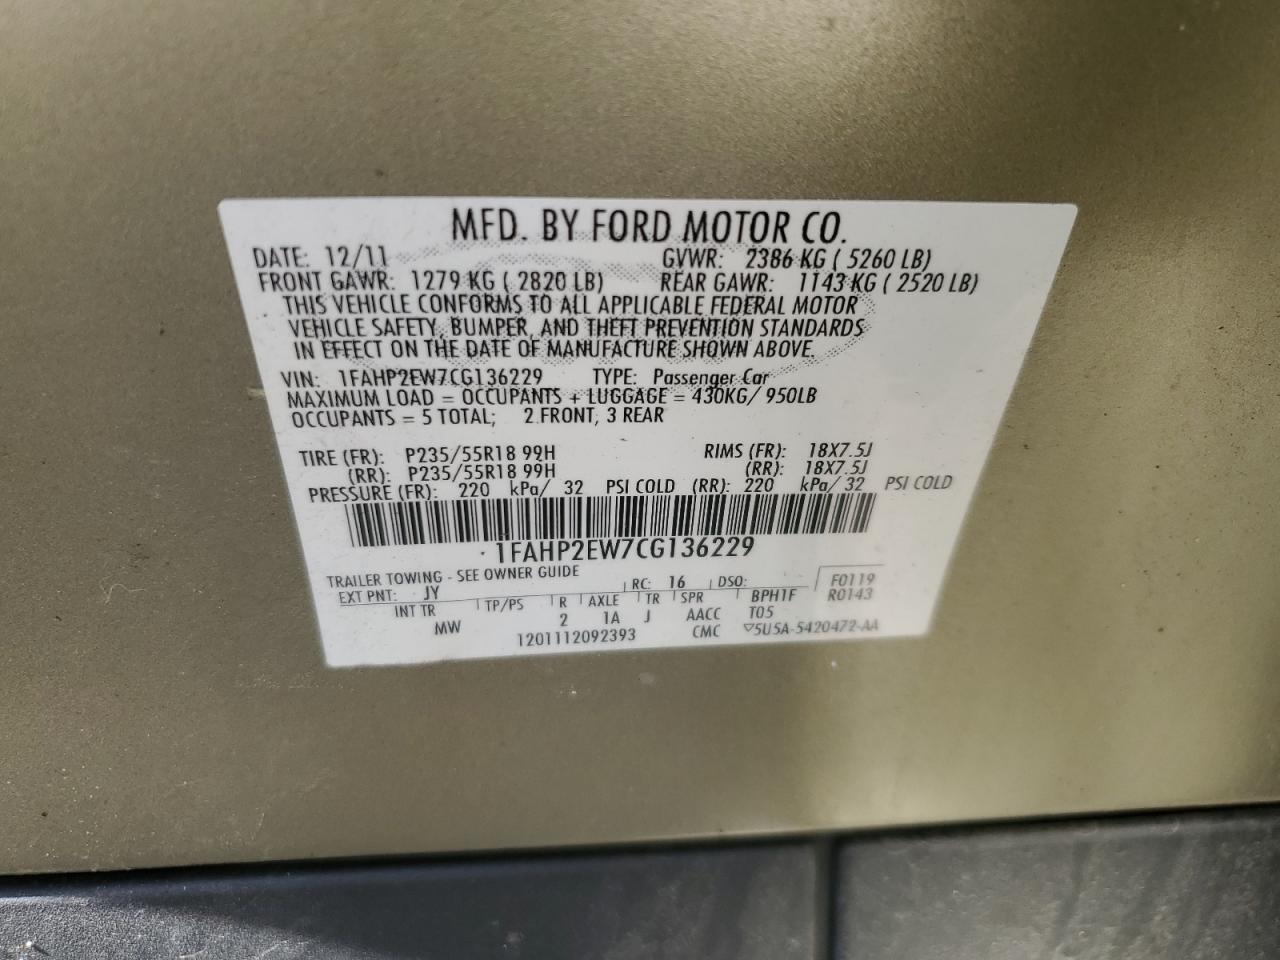 MFD. BY FORD MOTOR CO.
DATE: 12/11 GVWR: 2386 KG ( 5260 LB)
FRONT GAWR: 1279 KG ( 2820 LB) REAR GAWR: 1143 KG ( 2520 LB)
THIS VEHICLE CONFORMS TO ALL APPLICABLE FEDERAL MOTOR
VEHICLE SAFETY, BUMPER, AND THEFT PREVENTION STANDARDS
IN EFFECT ON THE DATE OF MANUFACTURE SHOWN ABOVE.
VIN: 1FAHP2EW7CG136229 TYPE: Passenger Car
MAXIMUM LOAD = OCCUPANTS + LUGGAGE = 430KG/ 950LB
OCCUPANTS = 5 TOTAL; 2 FRONT, 3 REAR
TIRE (FR): P235/55R18 99H RIMS (FR): 18X7.5J
(RR): P235/55R18 99H (RR): 18X7.5J
PRESSURE (FR): 220 kPa/ 32 PSI COLD (RR): 220 kPa/ 32 PSI COLD
1FAHP2EW7CG136229
TRAILER TOWING - SEE OWNER GUIDE
EXT PNT: JY RC: 16 DSO: F0119
INT TR TP/PS R AXLE TR SPR BPH1F R0143
MW 2 1A J AACC T05
1201112092393 CMC ▽5U5A-5420472-AA